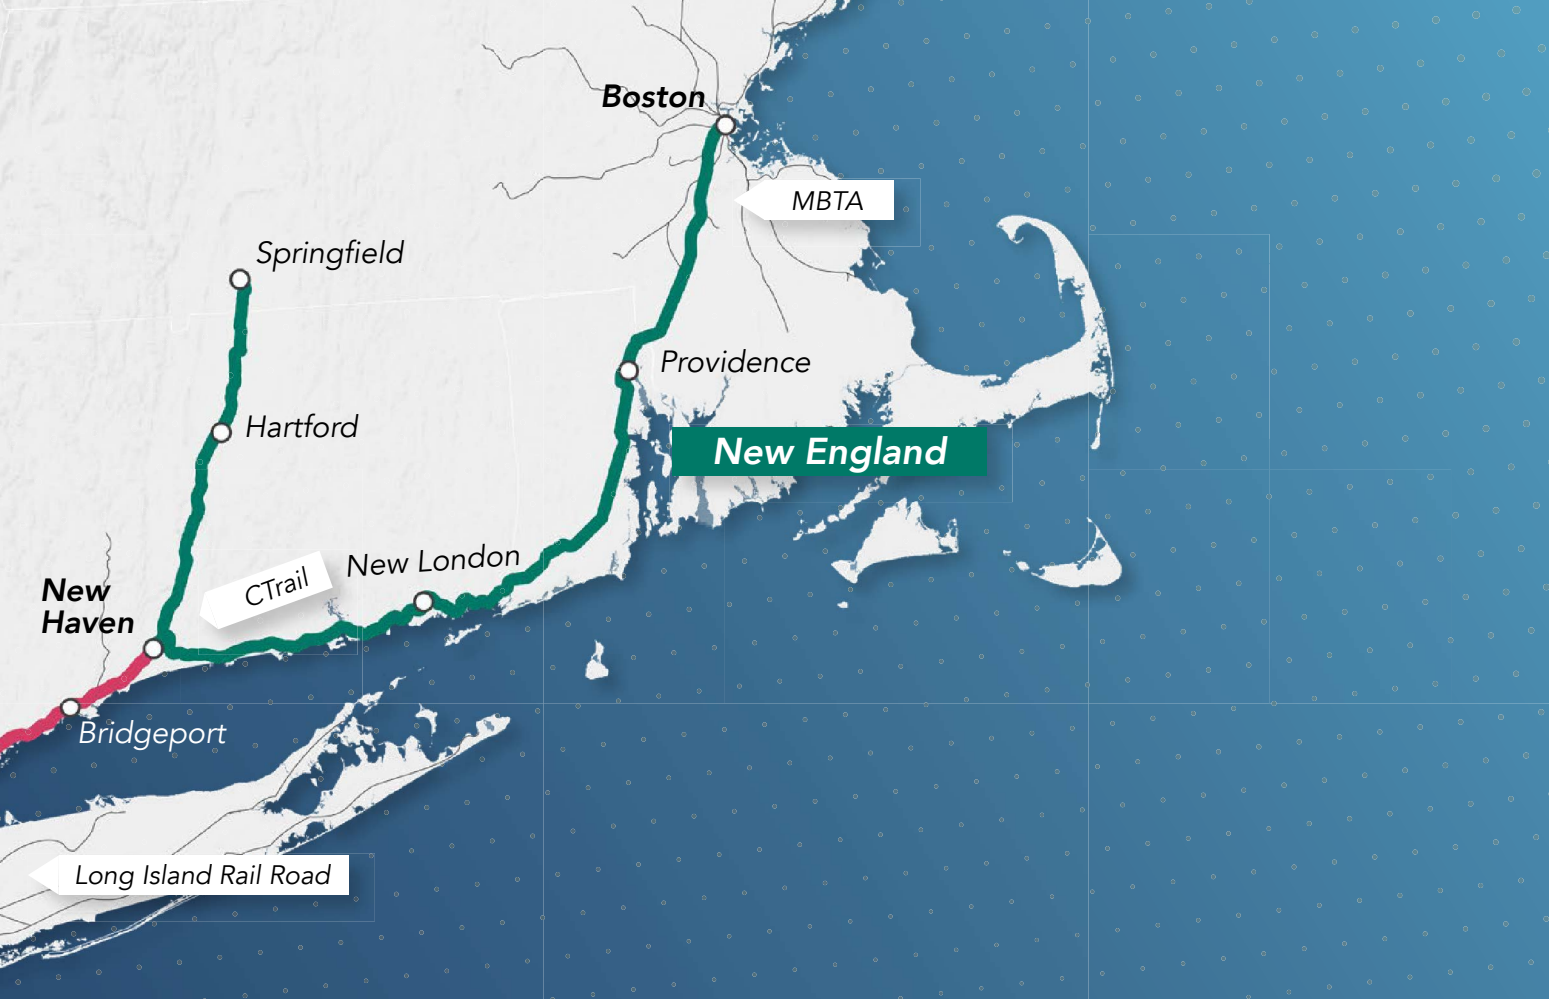 Boston
MBTA
Springfield
Providence
Hartford
New England
New London
CTrail
New
Haven
Bridgeport
Long Island Rail Road